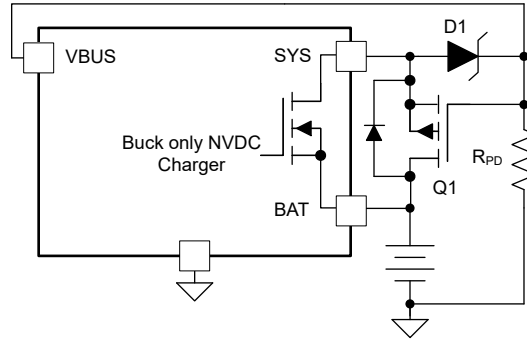 D1
VBUS
SYS
Buck only NVDC
Charger
Q1
RPD
BAT